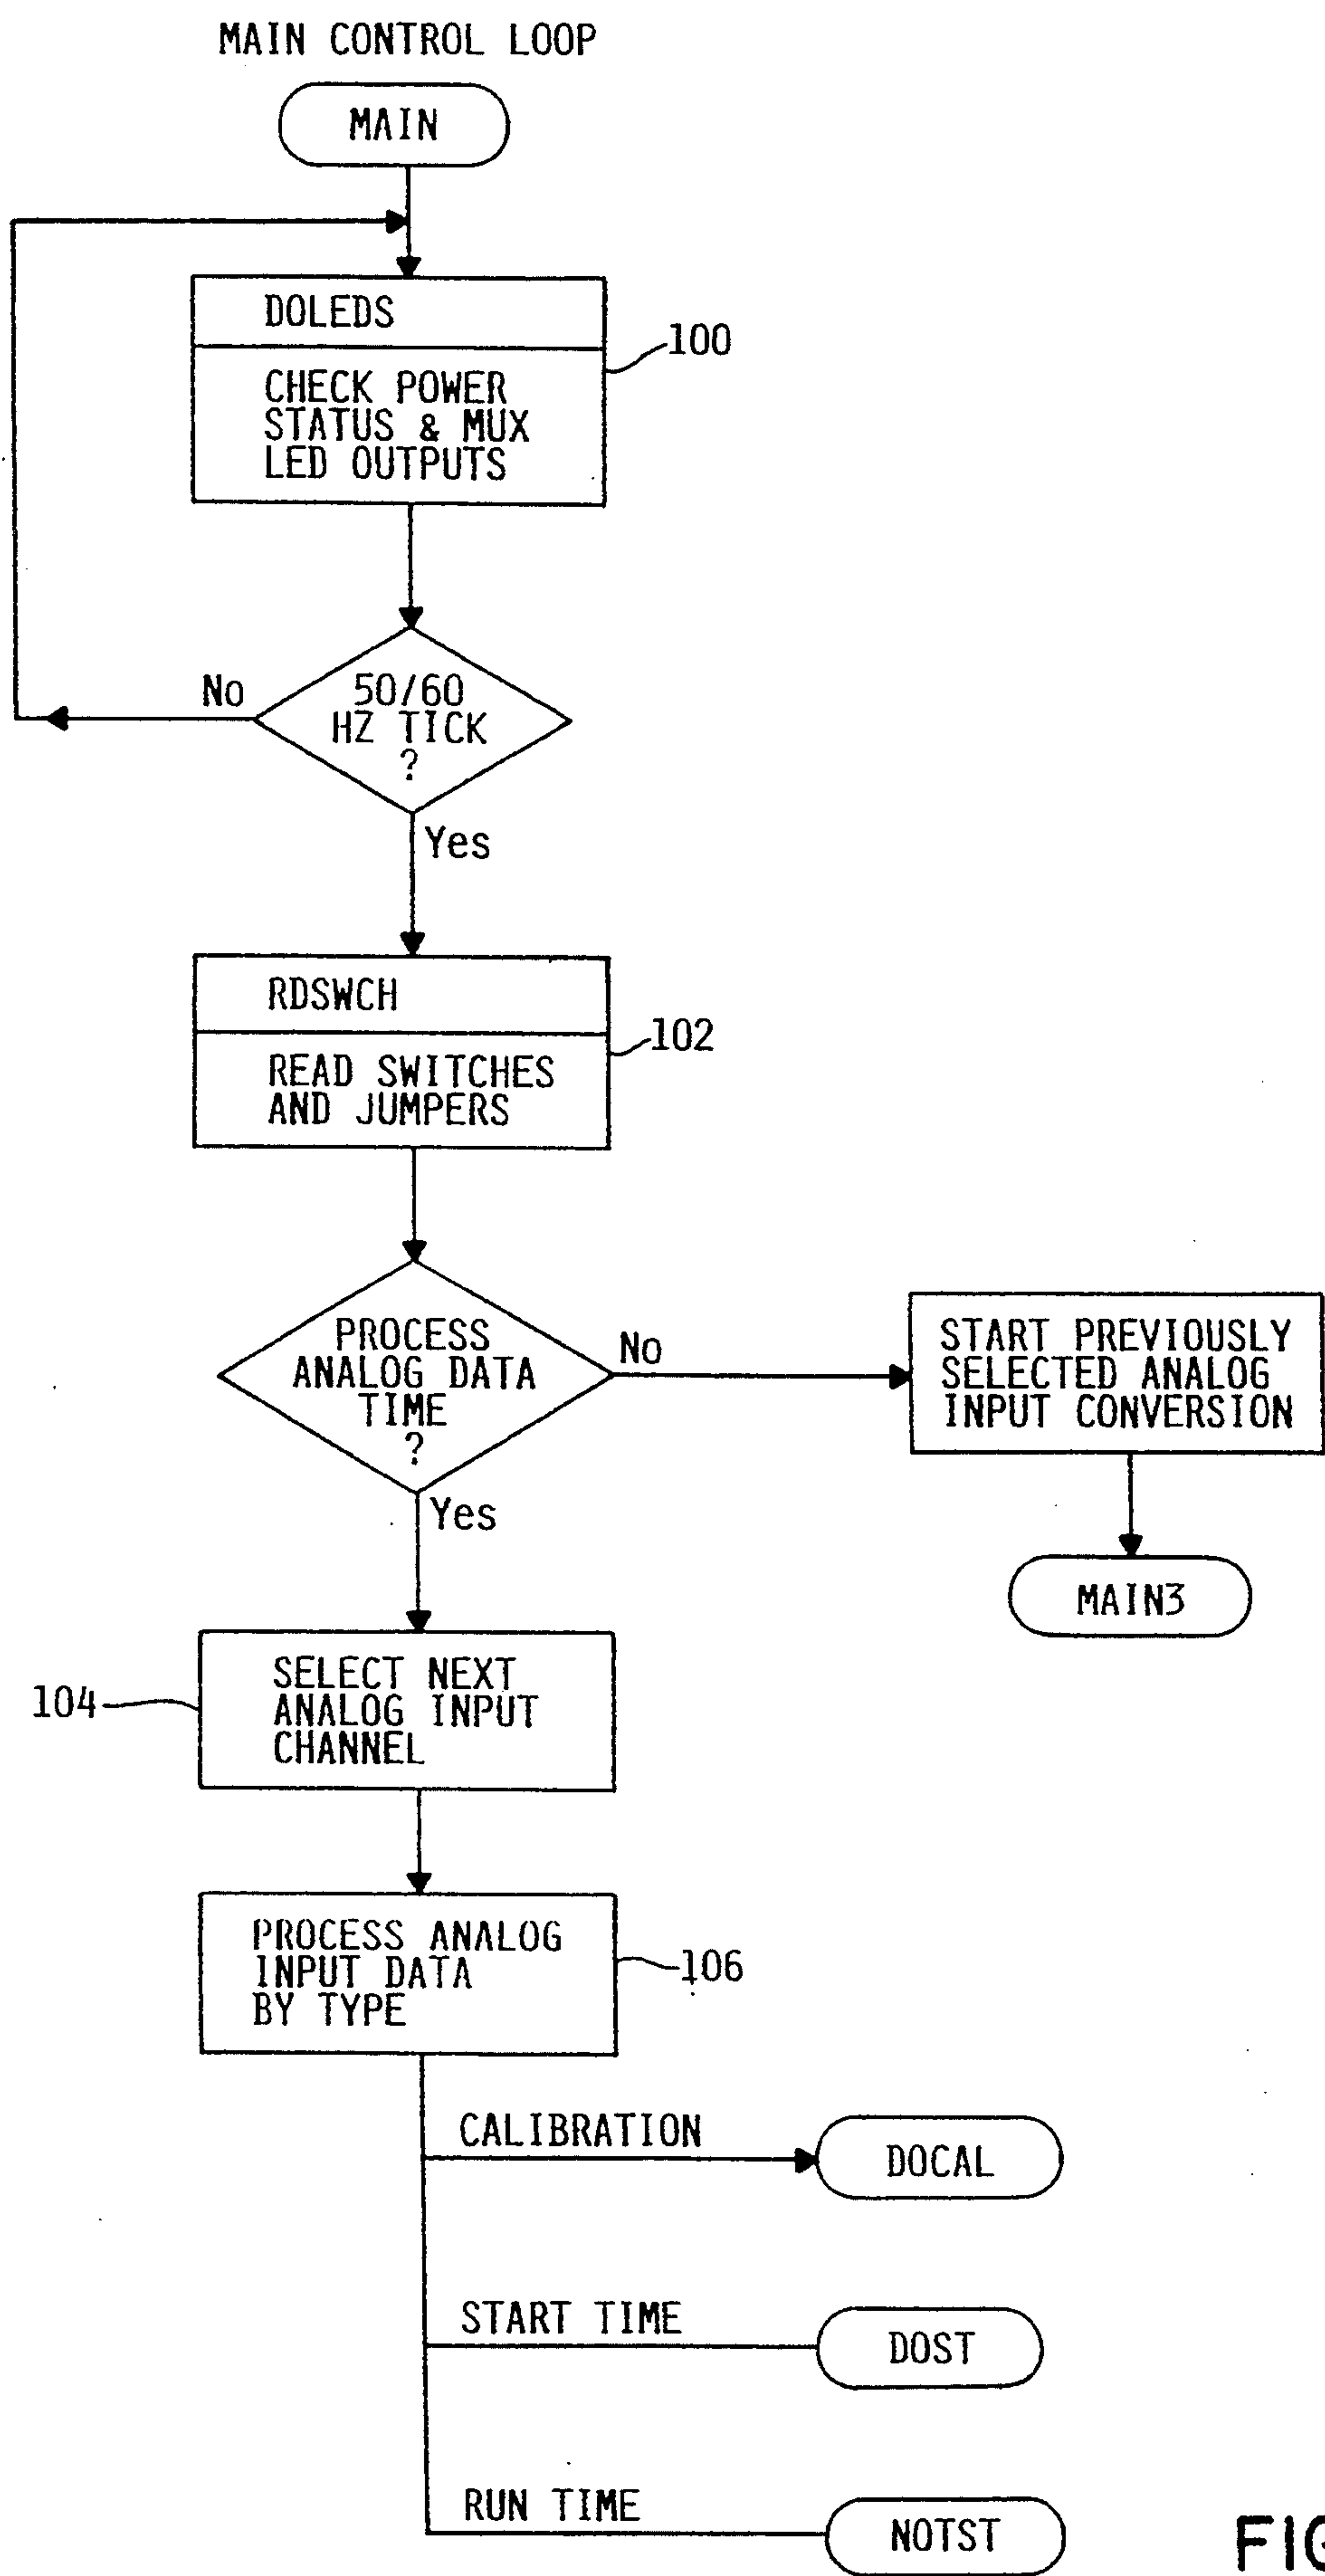 MAIN CONTROL LOOP
MAIN
DOLEDS
100
CHECK POWER
STATUS & MUX
LED OUTPUTS
No
50/60
HZ TICK
?
Yes
RDSWCH
102
READ SWITCHES
AND JUMPERS
PROCESS
ANALOG DATA
TIME
?
No
START PREVIOUSLY
SELECTED ANALOG
INPUT CONVERSION
Yes
MAIN3
104
SELECT NEXT
ANALOG INPUT
CHANNEL
PROCESS ANALOG
INPUT DATA
BY TYPE
106
CALIBRATION
DOCAL
START TIME
DOST
RUN TIME
NOTST
FIG